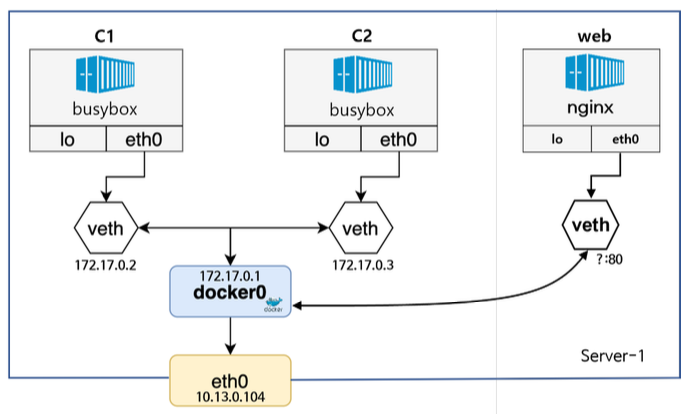 C1
C2
web
busybox
busybox
nginx
lo
eth0
lo
eth0
lo
eth0
veth
veth
veth
172.17.0.2
172.17.0.3
?:80
172.17.0.1
docker0
docker
Server-1
eth0
10.13.0.104